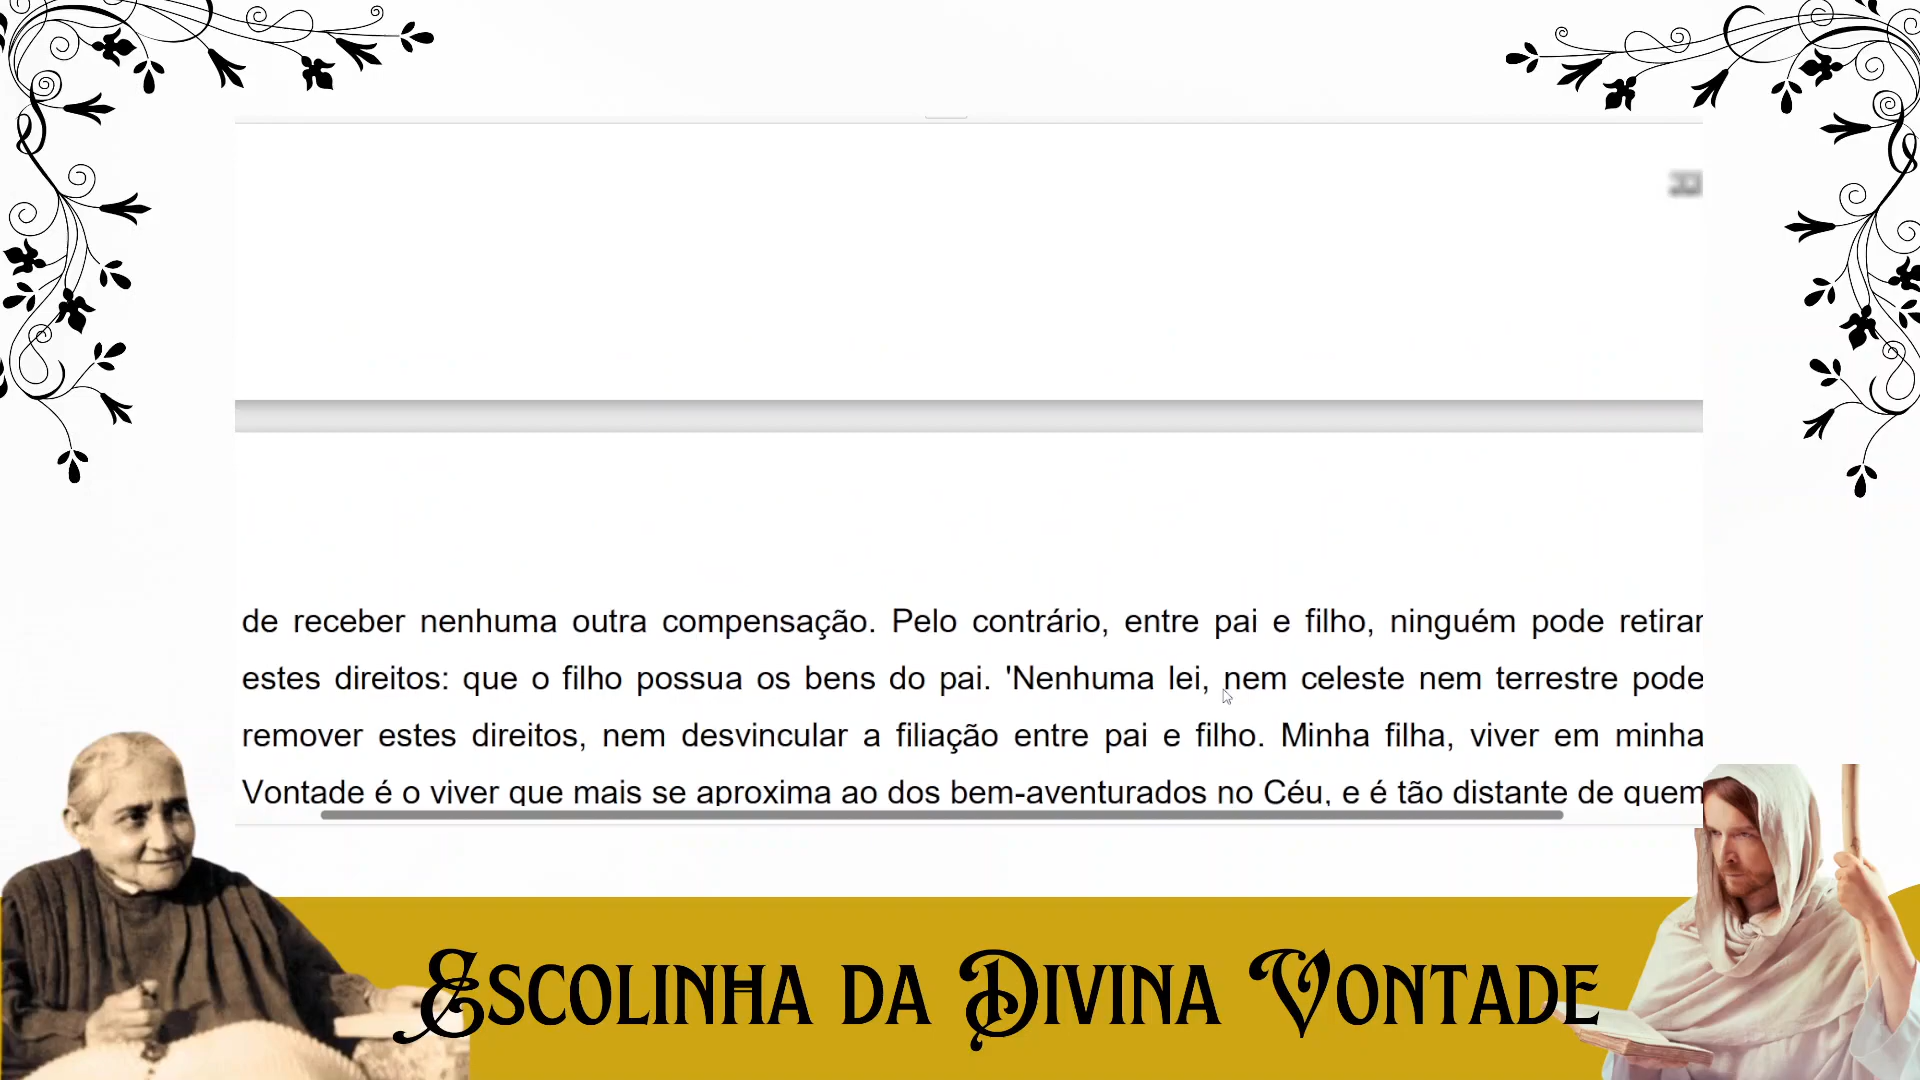 de receber nenhuma outra compensação. Pelo contrário, entre pai e filho, ninguém pode retirar
estes direitos: que o filho possua os bens do pai. 'Nenhuma lei, nem celeste nem terrestre pode
remover estes direitos, nem desvincular a filiação entre pai e filho. Minha filha, viver em minha
Vontade é o viver que mais se aproxima ao dos bem-aventurados no Céu, e é tão distante de quem
Escolinha da Divina Vontade